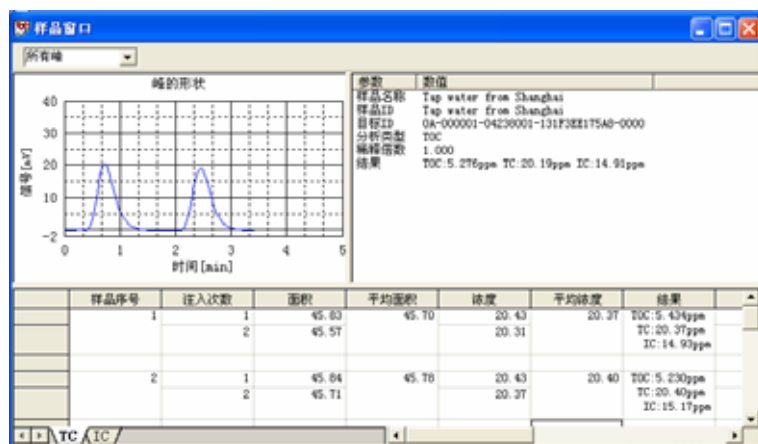 样品窗口
所有峰
峰的形状
40
30
20
10
-2
0 1 2 3 4 5
信号[mV]
时间[min]
参数 数值
样品名称 Tap water from Shanghai
样品ID Tap water from Shanghai
目标ID
分析类型 TOC
稀释倍数 1.000
结果 TOC:5.276ppm TC:20.19ppm IC:14.91ppm
样品序号 注入次数 面积 平均面积 浓度 平均浓度 结果
1 1 45.83 45.70 20.43 20.37 TOC:5.434ppm
2 45.57 20.31 TC:20.37ppm
IC:14.93ppm
2 1 45.84 45.78 20.43 20.40 TOC:5.230ppm
2 45.71 20.37 TC:20.40ppm
IC:15.17ppm
TC IC